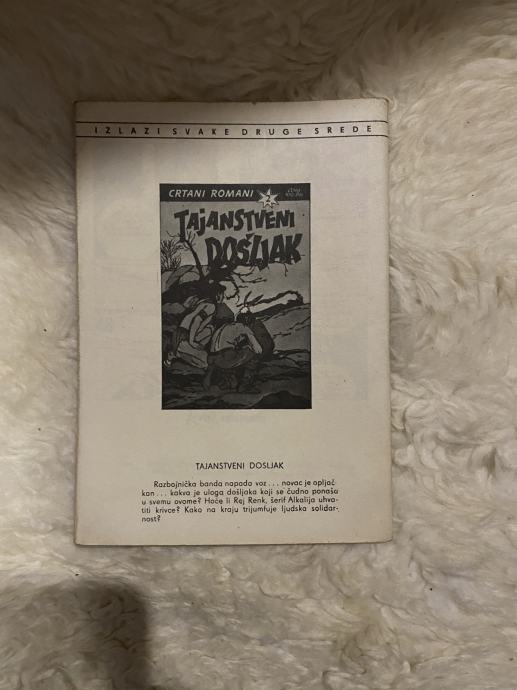 IZLAZI SVAKE DRUGE SREDE
CRTANI ROMANI 2
TAJANSTVENI
DOŠLJAK
TAJANSTVENI DOSLJAK
Razbojnička banda napada voz... novac je opljač-
kan... kakva je uloga došljaka koji se čudno ponaša
u svemu ovome? Hoće li Rej Renk, šerif Alkalija uhva-
titi krivce? Kako na kraju trijumfuje ljudska solidar-
nost?